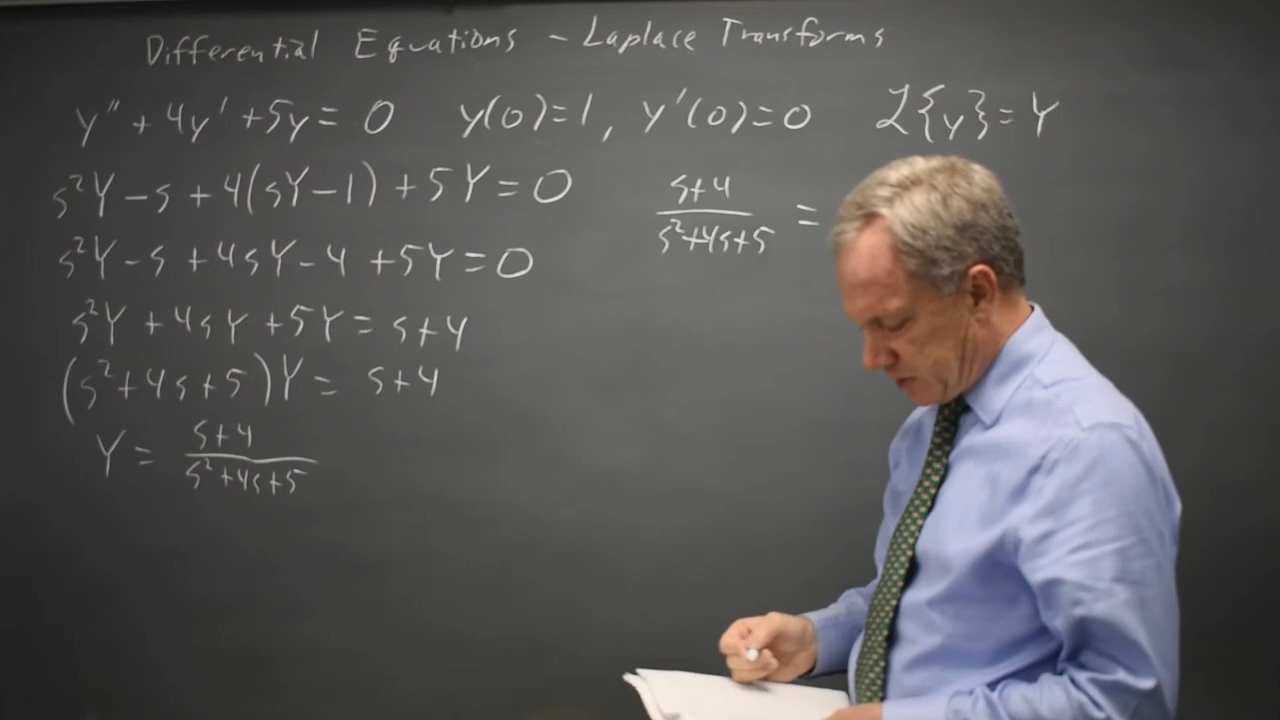 Differential Equations - Laplace Transforms
y'' + 4y' + 5y = 0 y(0)=1, y'(0)=0 ℒ{y}=Y
s²Y - s + 4(sY-1) + 5Y = 0
s²Y - s + 4sY - 4 + 5Y = 0
s²Y + 4sY + 5Y = s+4
(s²+4s+5)Y = s+4
Y = s+4
s²+4s+5
s+4
s²+4s+5 =